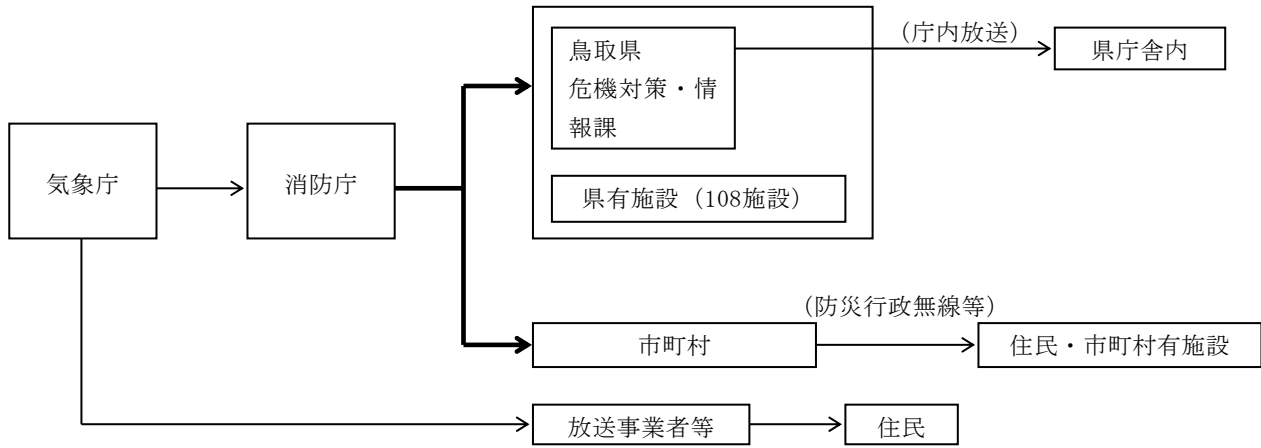 (庁内放送)
鳥取県
危機対策・情
報課
県庁舎内
気象庁
消防庁
県有施設（108施設）
(防災行政無線等)
市町村
住民・市町村有施設
放送事業者等
住民